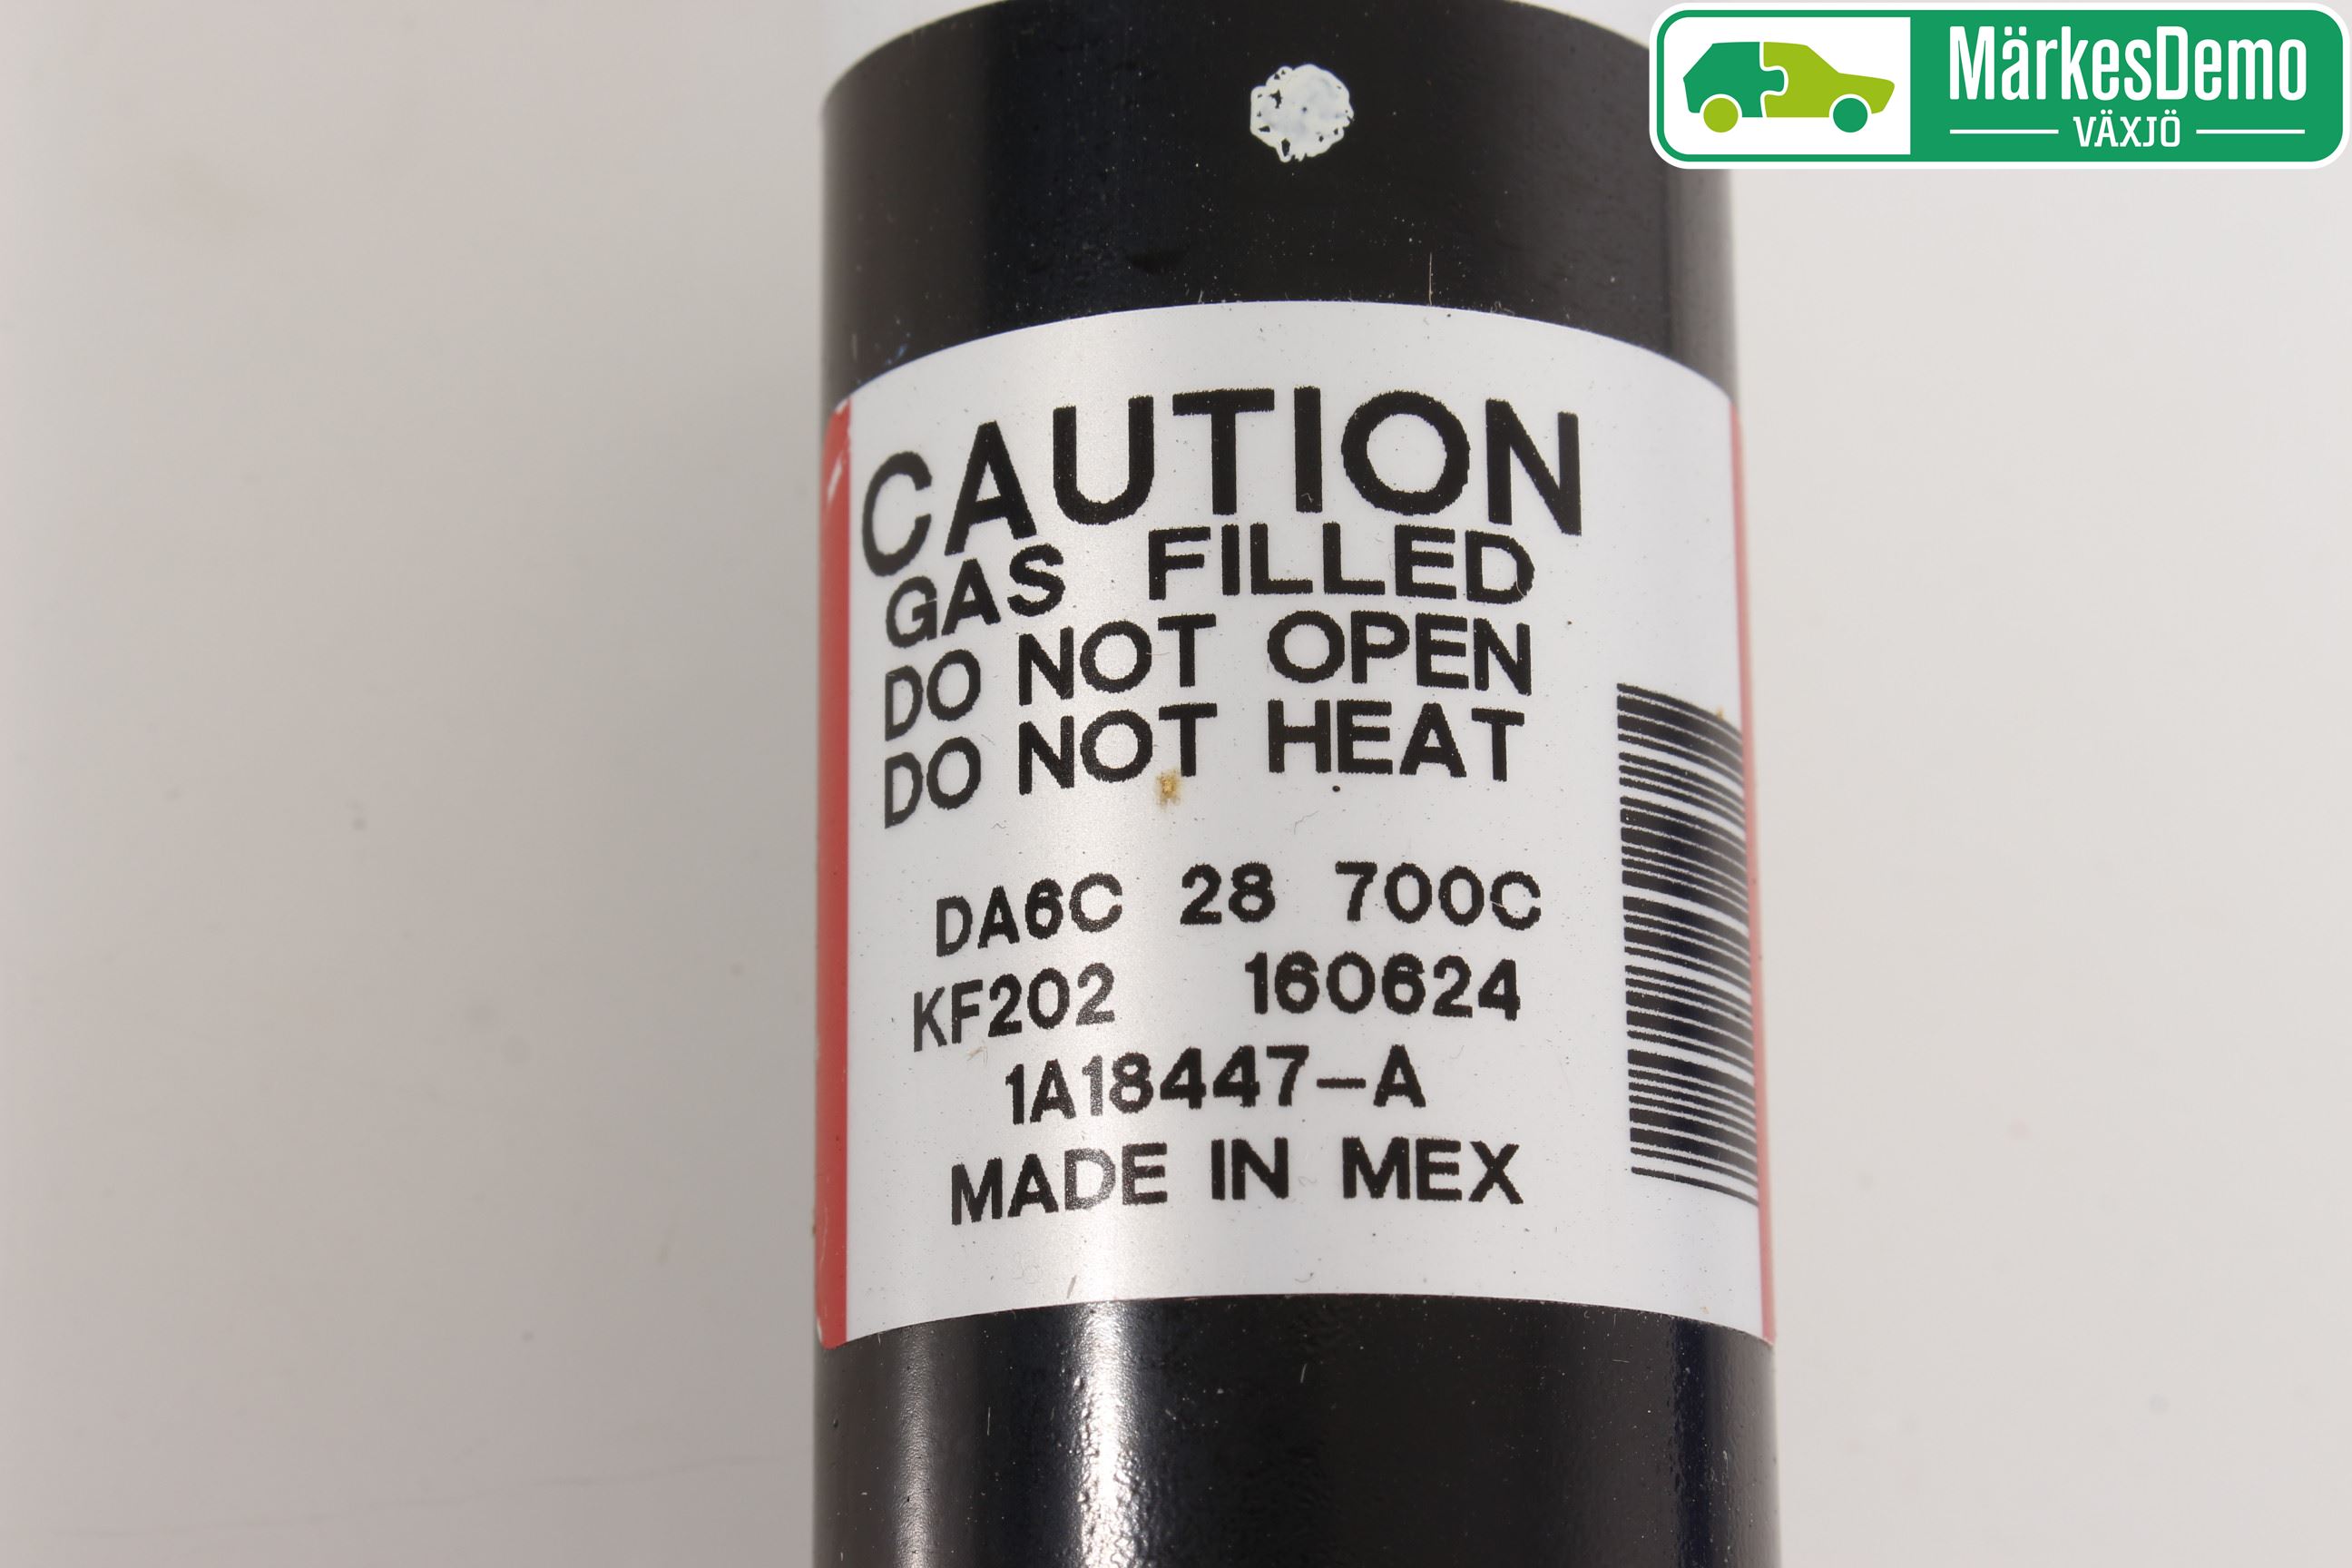 MärkesDemo
VÄXJÖ
CAUTION
GAS FILLED
DO NOT OPEN
DO NOT HEAT
DA6C 28 700C
KF202 160624
1A18447-A
MADE IN MEX